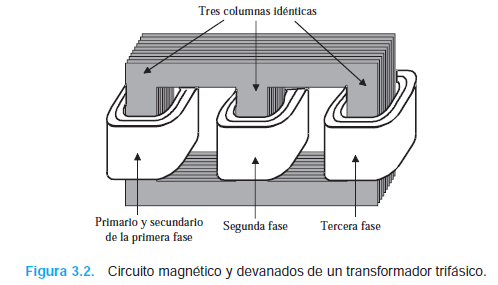 Tres columnas idénticas
Primario y secundario
de la primera fase
Segunda fase
Tercera fase
Figura 3.2. Circuito magnético y devanados de un transformador trifásico.